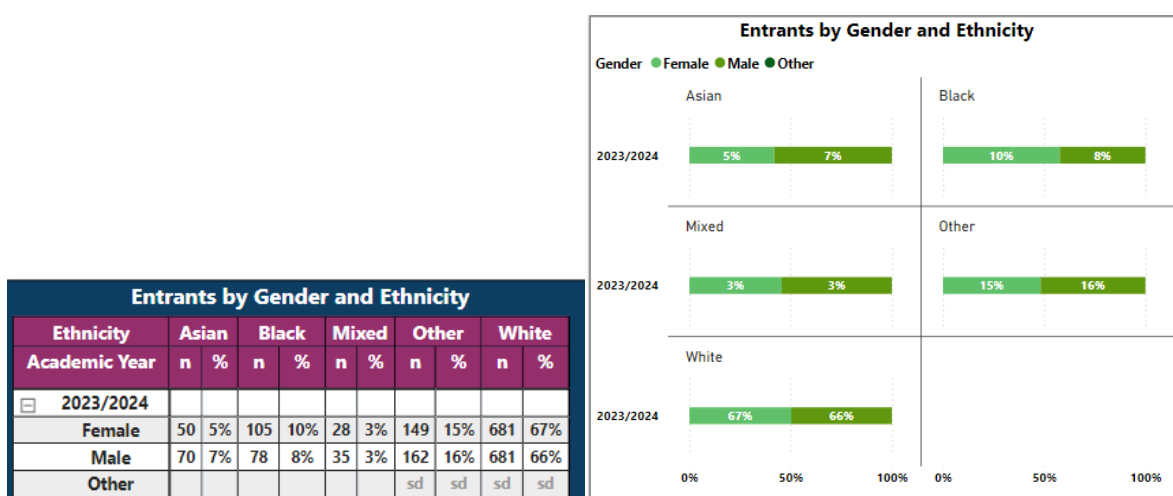 Entrants by Gender and Ethnicity
Ethnicity Asian Black Mixed Other White
Academic Year n % n % n % n % n %
2023/2024
Female 50 5% 105 10% 28 3% 149 15% 681 67%
Male 70 7% 78 8% 35 3% 162 16% 681 66%
Other sd sd sd sd
Entrants by Gender and Ethnicity
Gender Female Male Other
Asian Black
2023/2024 5% 7% 10% 8%
Mixed Other
2023/2024 3% 3% 15% 16%
White
2023/2024 67% 66%
0% 50% 100% 0% 50% 100%